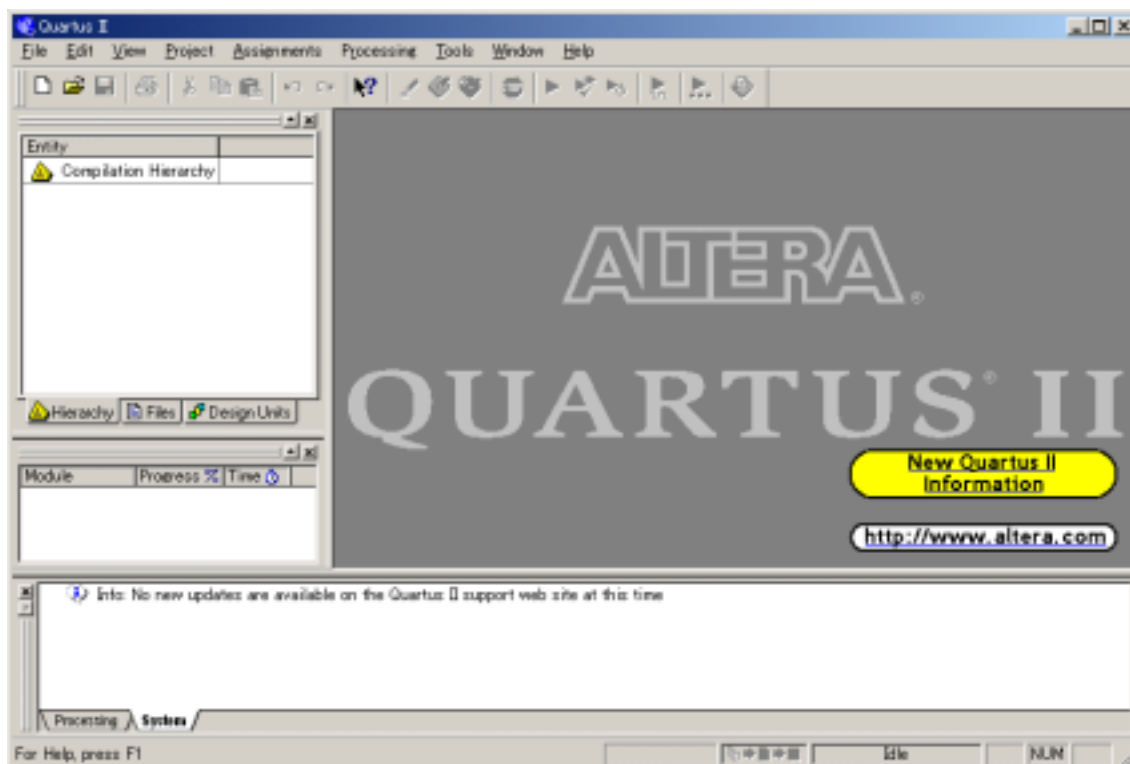 Quartus II
File Edit View Project Assignments Processing Tools Window Help
Entity
Compilation Hierarchy
ALTERA®
QUARTUS® II
Hierarchy Files Design Units
Module Progress % Time
New Quartus II
Information
http://www.altera.com
Info: No new updates are available on the Quartus II support web site at this time
Processing System
For Help, press F1 Idle NUM